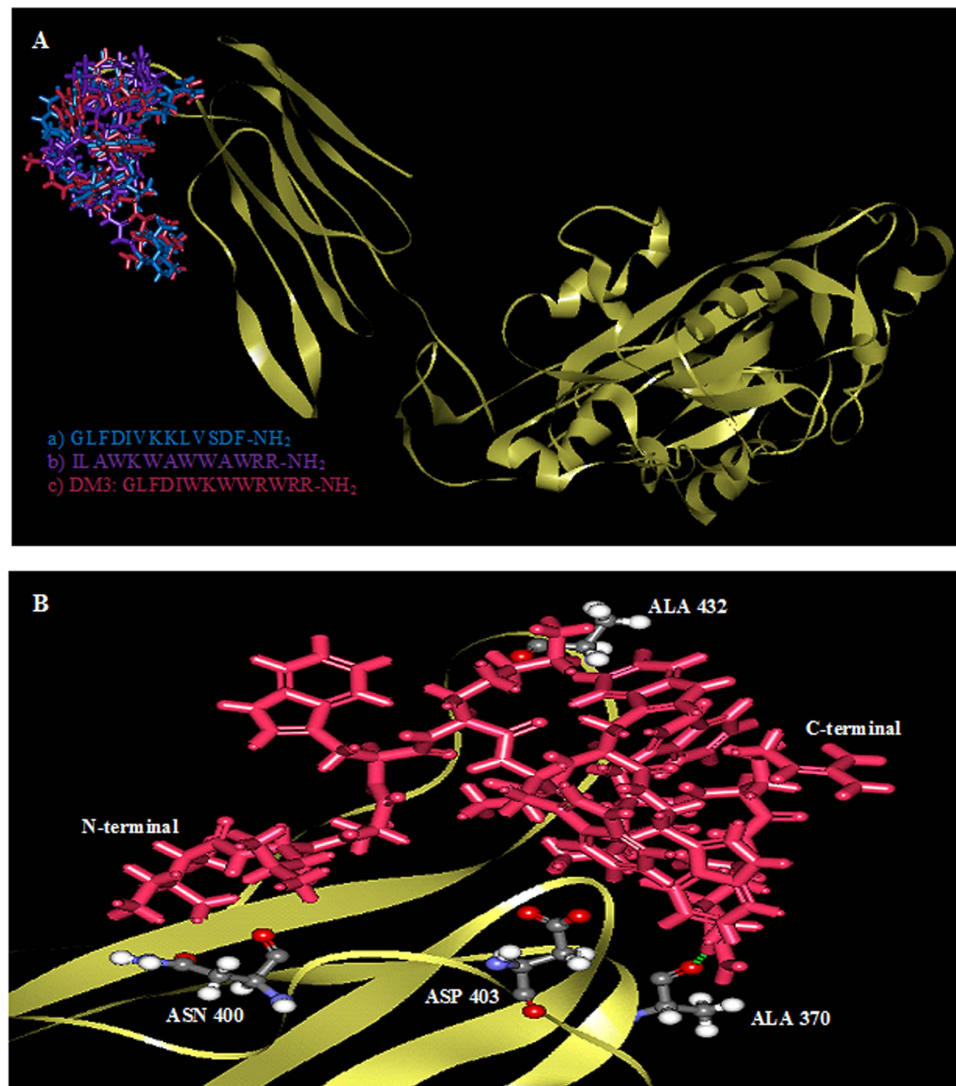 A
a) GLFDIVKKLVSDF-NH₂
b) ILAWKWAWWAWRR-NH₂
c) DM3: GLFDIWKWWRWRR-NH₂
B
ALA 432
C-terminal
N-terminal
ASN 400
ASP 403
ALA 370